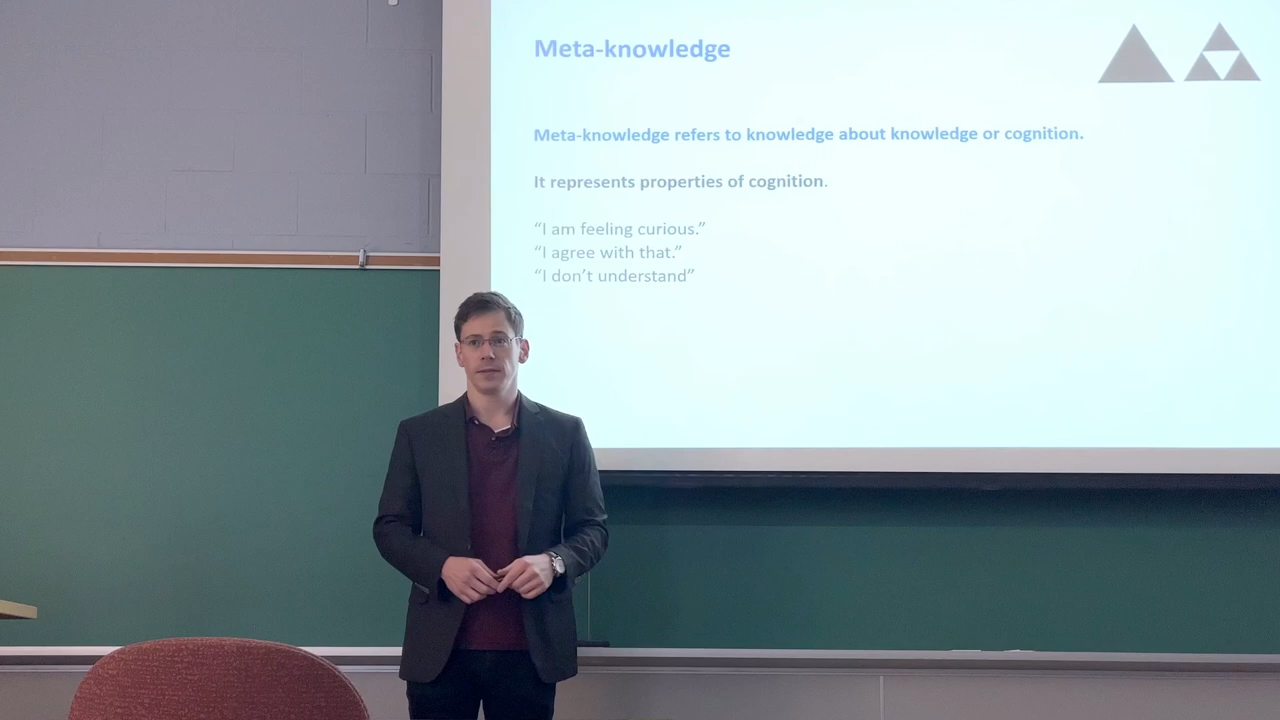 Meta-knowledge
Meta-knowledge refers to knowledge about knowledge or cognition.
It represents properties of cognition.
“I am feeling curious.”
“I agree with that.”
“I don’t understand”